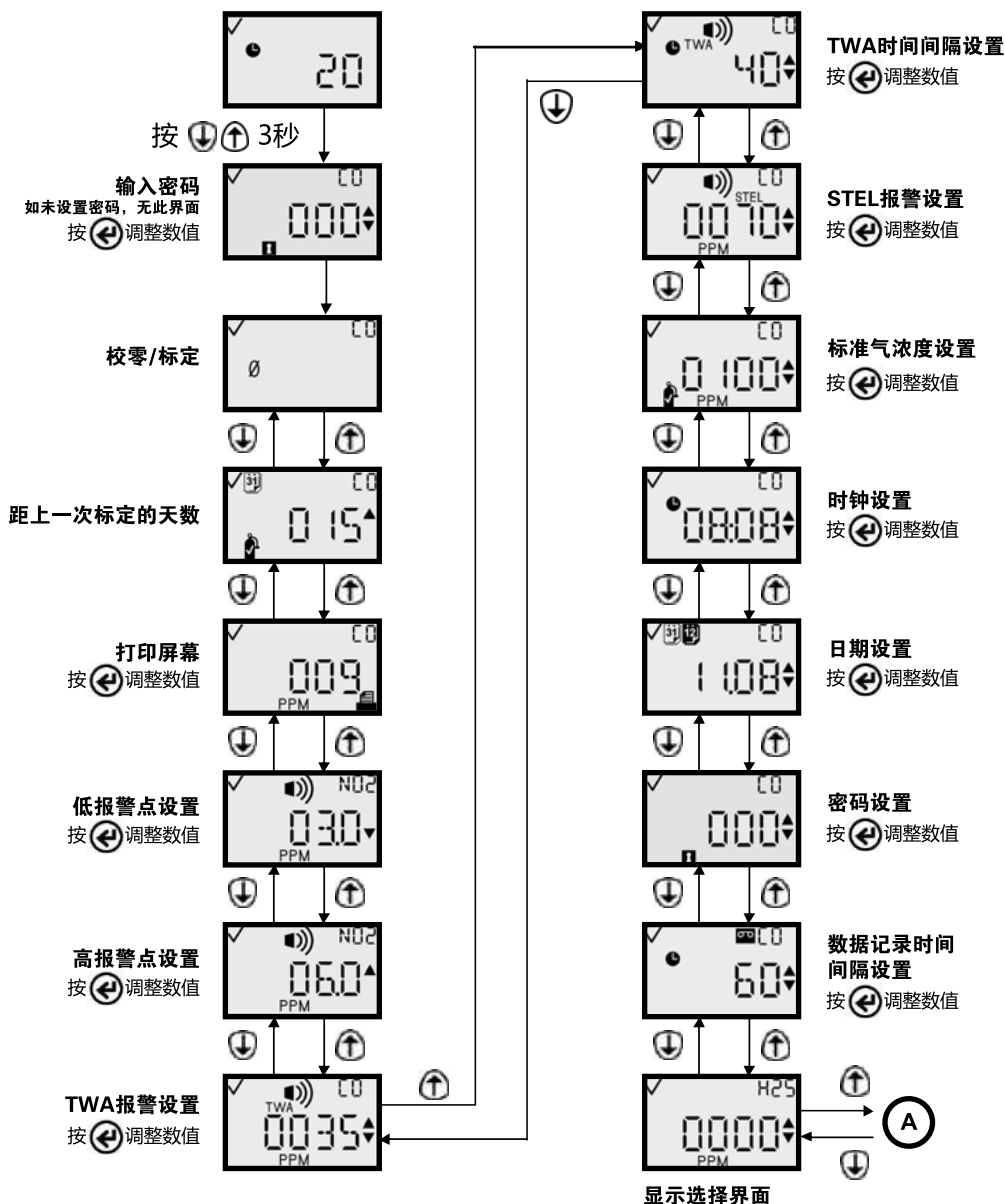 20
按 3秒
输入密码
如未设置密码，无此界面
按 调整数值
CO
000
校零/标定
CO
Ø
距上一次标定的天数
31
CO
015
打印屏幕
按 调整数值
CO
009
PPM
低报警点设置
按 调整数值
NO2
03.0
PPM
高报警点设置
按 调整数值
NO2
06.0
PPM
TWA报警设置
按 调整数值
CO
TWA
0035
PPM
CO
TWA
40
TWA时间间隔设置
按 调整数值
CO
STEL
0070
PPM
STEL报警设置
按 调整数值
CO
0100
PPM
标准气浓度设置
按 调整数值
CO
08:08
时钟设置
按 调整数值
31 12 CO
11.08
日期设置
按 调整数值
CO
000
密码设置
按 调整数值
CO
60
数据记录时间
间隔设置
按 调整数值
H2S
0000
PPM
A
显示选择界面